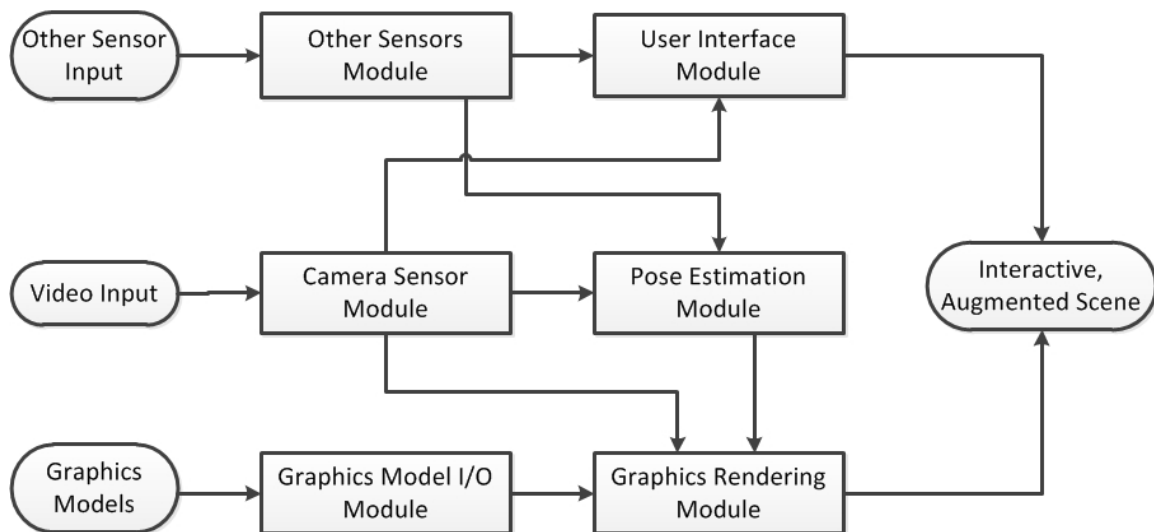 Other Sensor
Input
Other Sensors
Module
User Interface
Module
Video Input
Camera Sensor
Module
Pose Estimation
Module
Interactive,
Augmented Scene
Graphics
Models
Graphics Model I/O
Module
Graphics Rendering
Module